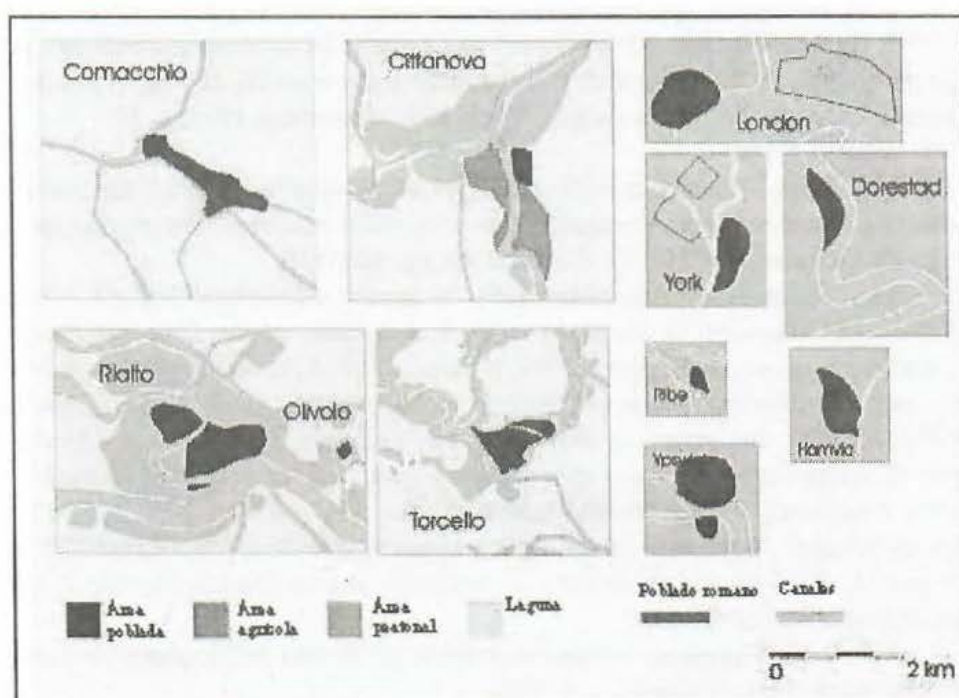 Comacchio
Cittanova
London
York
Dorestad
Rialto
Olivolo
Torcello
Ribe
Hamvia
Área poblada
Área agrícola
Área pastoral
Laguna
Poblado romano
Canales
0 2 km